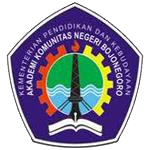 KEMENTERIAN PENDIDIKAN DAN KEBUDAYAAN
AKADEMI KOMUNITAS NEGERI BOJONEGORO